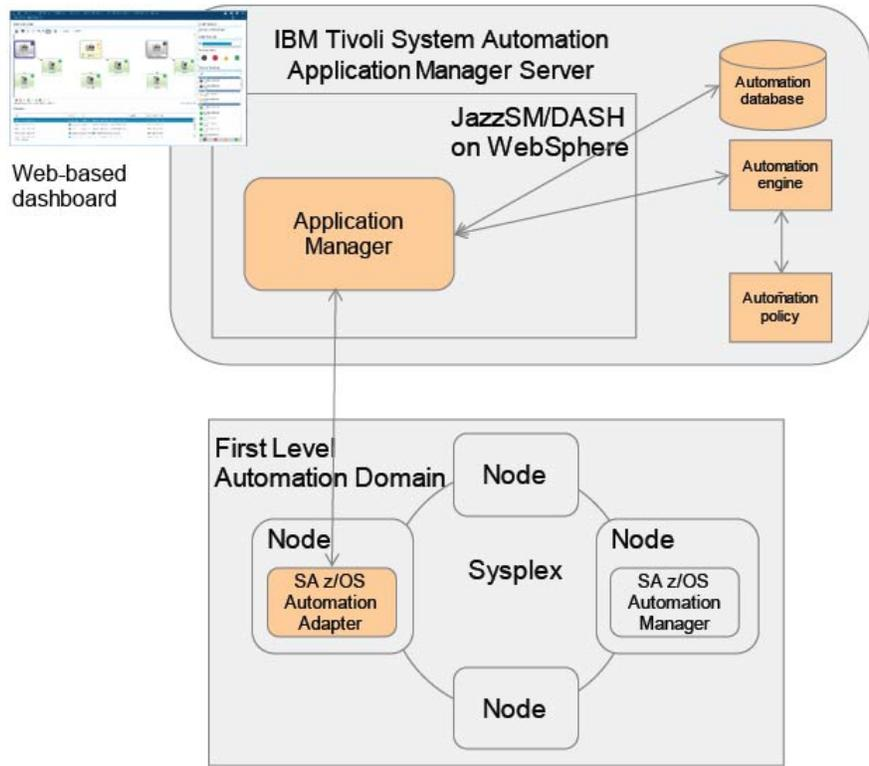 IBM Tivoli System Automation
Application Manager Server
JazzSM/DASH
on WebSphere
Automation
database
Automation
engine
Automation
policy
Web-based
dashboard
Application
Manager
First Level
Automation Domain
Node
Node
SA z/OS
Automation
Adapter
Sysplex
Node
SA z/OS
Automation
Manager
Node